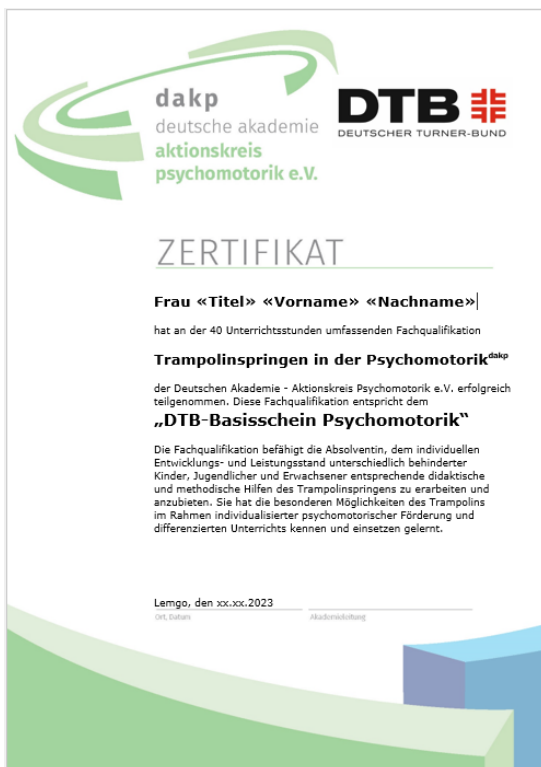 dakp
deutsche akademie
aktionskreis
psychomotorik e.V.
DTB
DEUTSCHER TURNER-BUND
ZERTIFIKAT
Frau «Titel» «Vorname» «Nachname»
hat an der 40 Unterrichtsstunden umfassenden Fachqualifikation
Trampolinspringen in der Psychomotorikdakp
der Deutschen Akademie - Aktionskreis Psychomotorik e.V. erfolgreich
teilgenommen. Diese Fachqualifikation entspricht dem
„DTB-Basisschein Psychomotorik“
Die Fachqualifikation befähigt die Absolventin, dem individuellen
Entwicklungs- und Leistungsstand unterschiedlich behinderter
Kinder, Jugendlicher und Erwachsener entsprechende didaktische
und methodische Hilfen des Trampolinspringens zu erarbeiten und
anzubieten. Sie hat die besonderen Möglichkeiten des Trampolins
im Rahmen individualisierter psychomotorischer Förderung und
differenzierten Unterrichts kennen und einsetzen gelernt.
Lemgo, den xx.xx.2023
Ort, Datum Akademieleitung